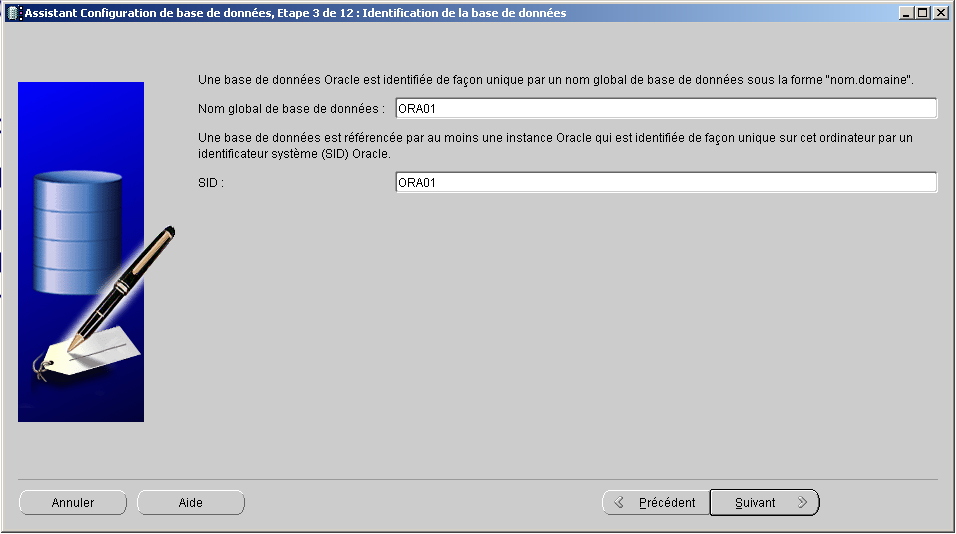 Assistant Configuration de base de données, Etape 3 de 12 : Identification de la base de données
Une base de données Oracle est identifiée de façon unique par un nom global de base de données sous la forme "nom.domaine".
Nom global de base de données : ORA01
Une base de données est référencée par au moins une instance Oracle qui est identifiée de façon unique sur cet ordinateur par un
identificateur système (SID) Oracle.
SID : ORA01
Annuler Aide Précédent Suivant